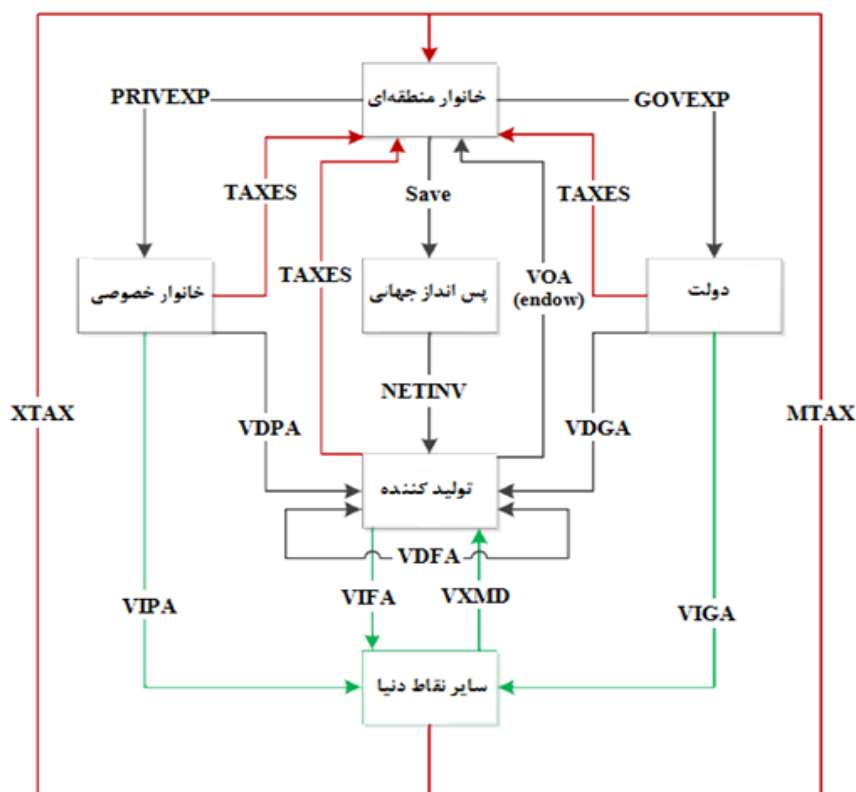 خانوار منطقه‌ای
PRIVEXP
GOVEXP
TAXES
Save
TAXES
TAXES
VOA
(endow)
خانوار خصوصی
پس انداز جهانی
دولت
NETINV
XTAX
MTAX
VDPA
VDGA
تولید کننده
VDFA
VIPA
VIFA
VXMD
VIGA
سایر نقاط دنیا